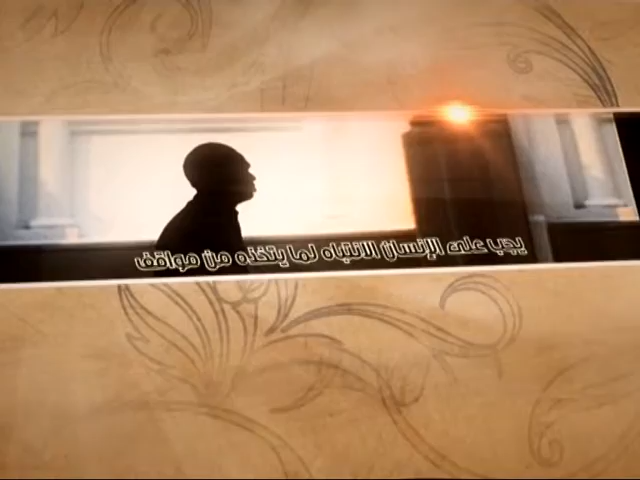 يجب على الإنسان الانتباه لما يتخذه من مواقف